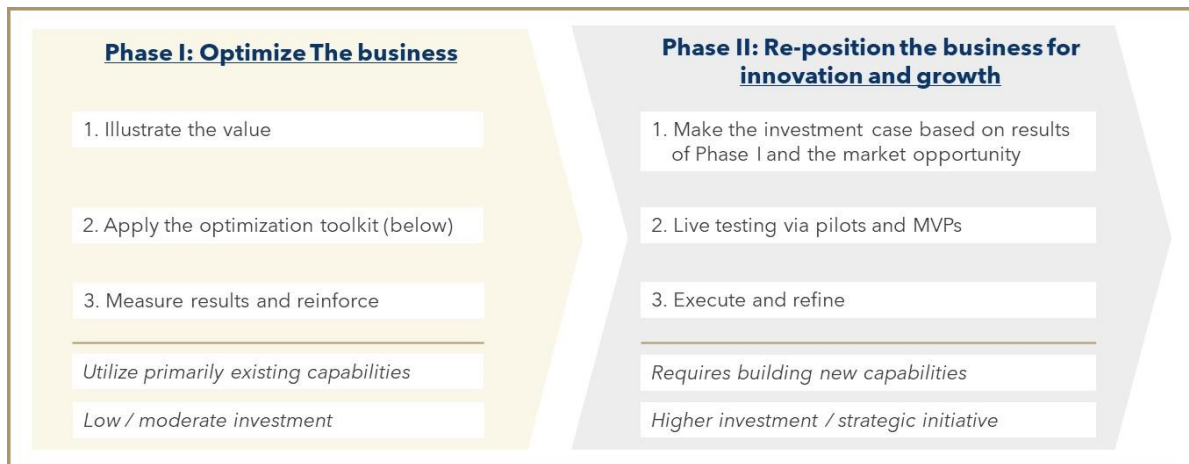 Phase I: Optimize The business
1. Illustrate the value
2. Apply the optimization toolkit (below)
3. Measure results and reinforce
Utilize primarily existing capabilities
Low / moderate investment
Phase II: Re-position the business for
innovation and growth
1. Make the investment case based on results
of Phase I and the market opportunity
2. Live testing via pilots and MVPs
3. Execute and refine
Requires building new capabilities
Higher investment / strategic initiative